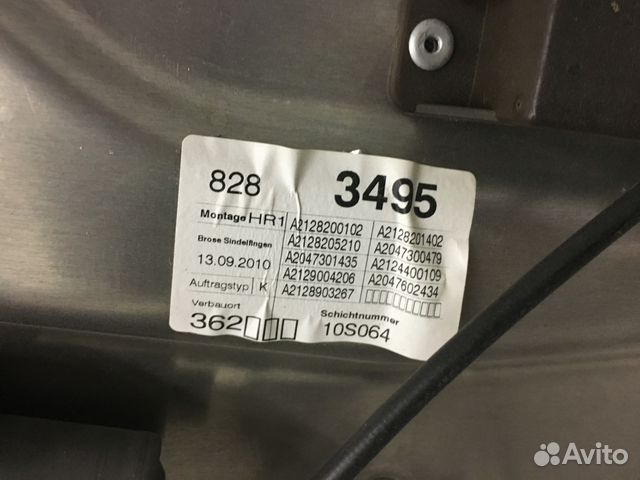 828 3495
Montage HR1 A2128200102 A2128201402
Brose Sindelfingen A2128205210 A2047300479
13.09.2010 A2047301435 A2124400109
Auftragstyp K A2129004206 A2047602434
A2128903267
Verbauort Schichtnummer
362 10S064
Avito